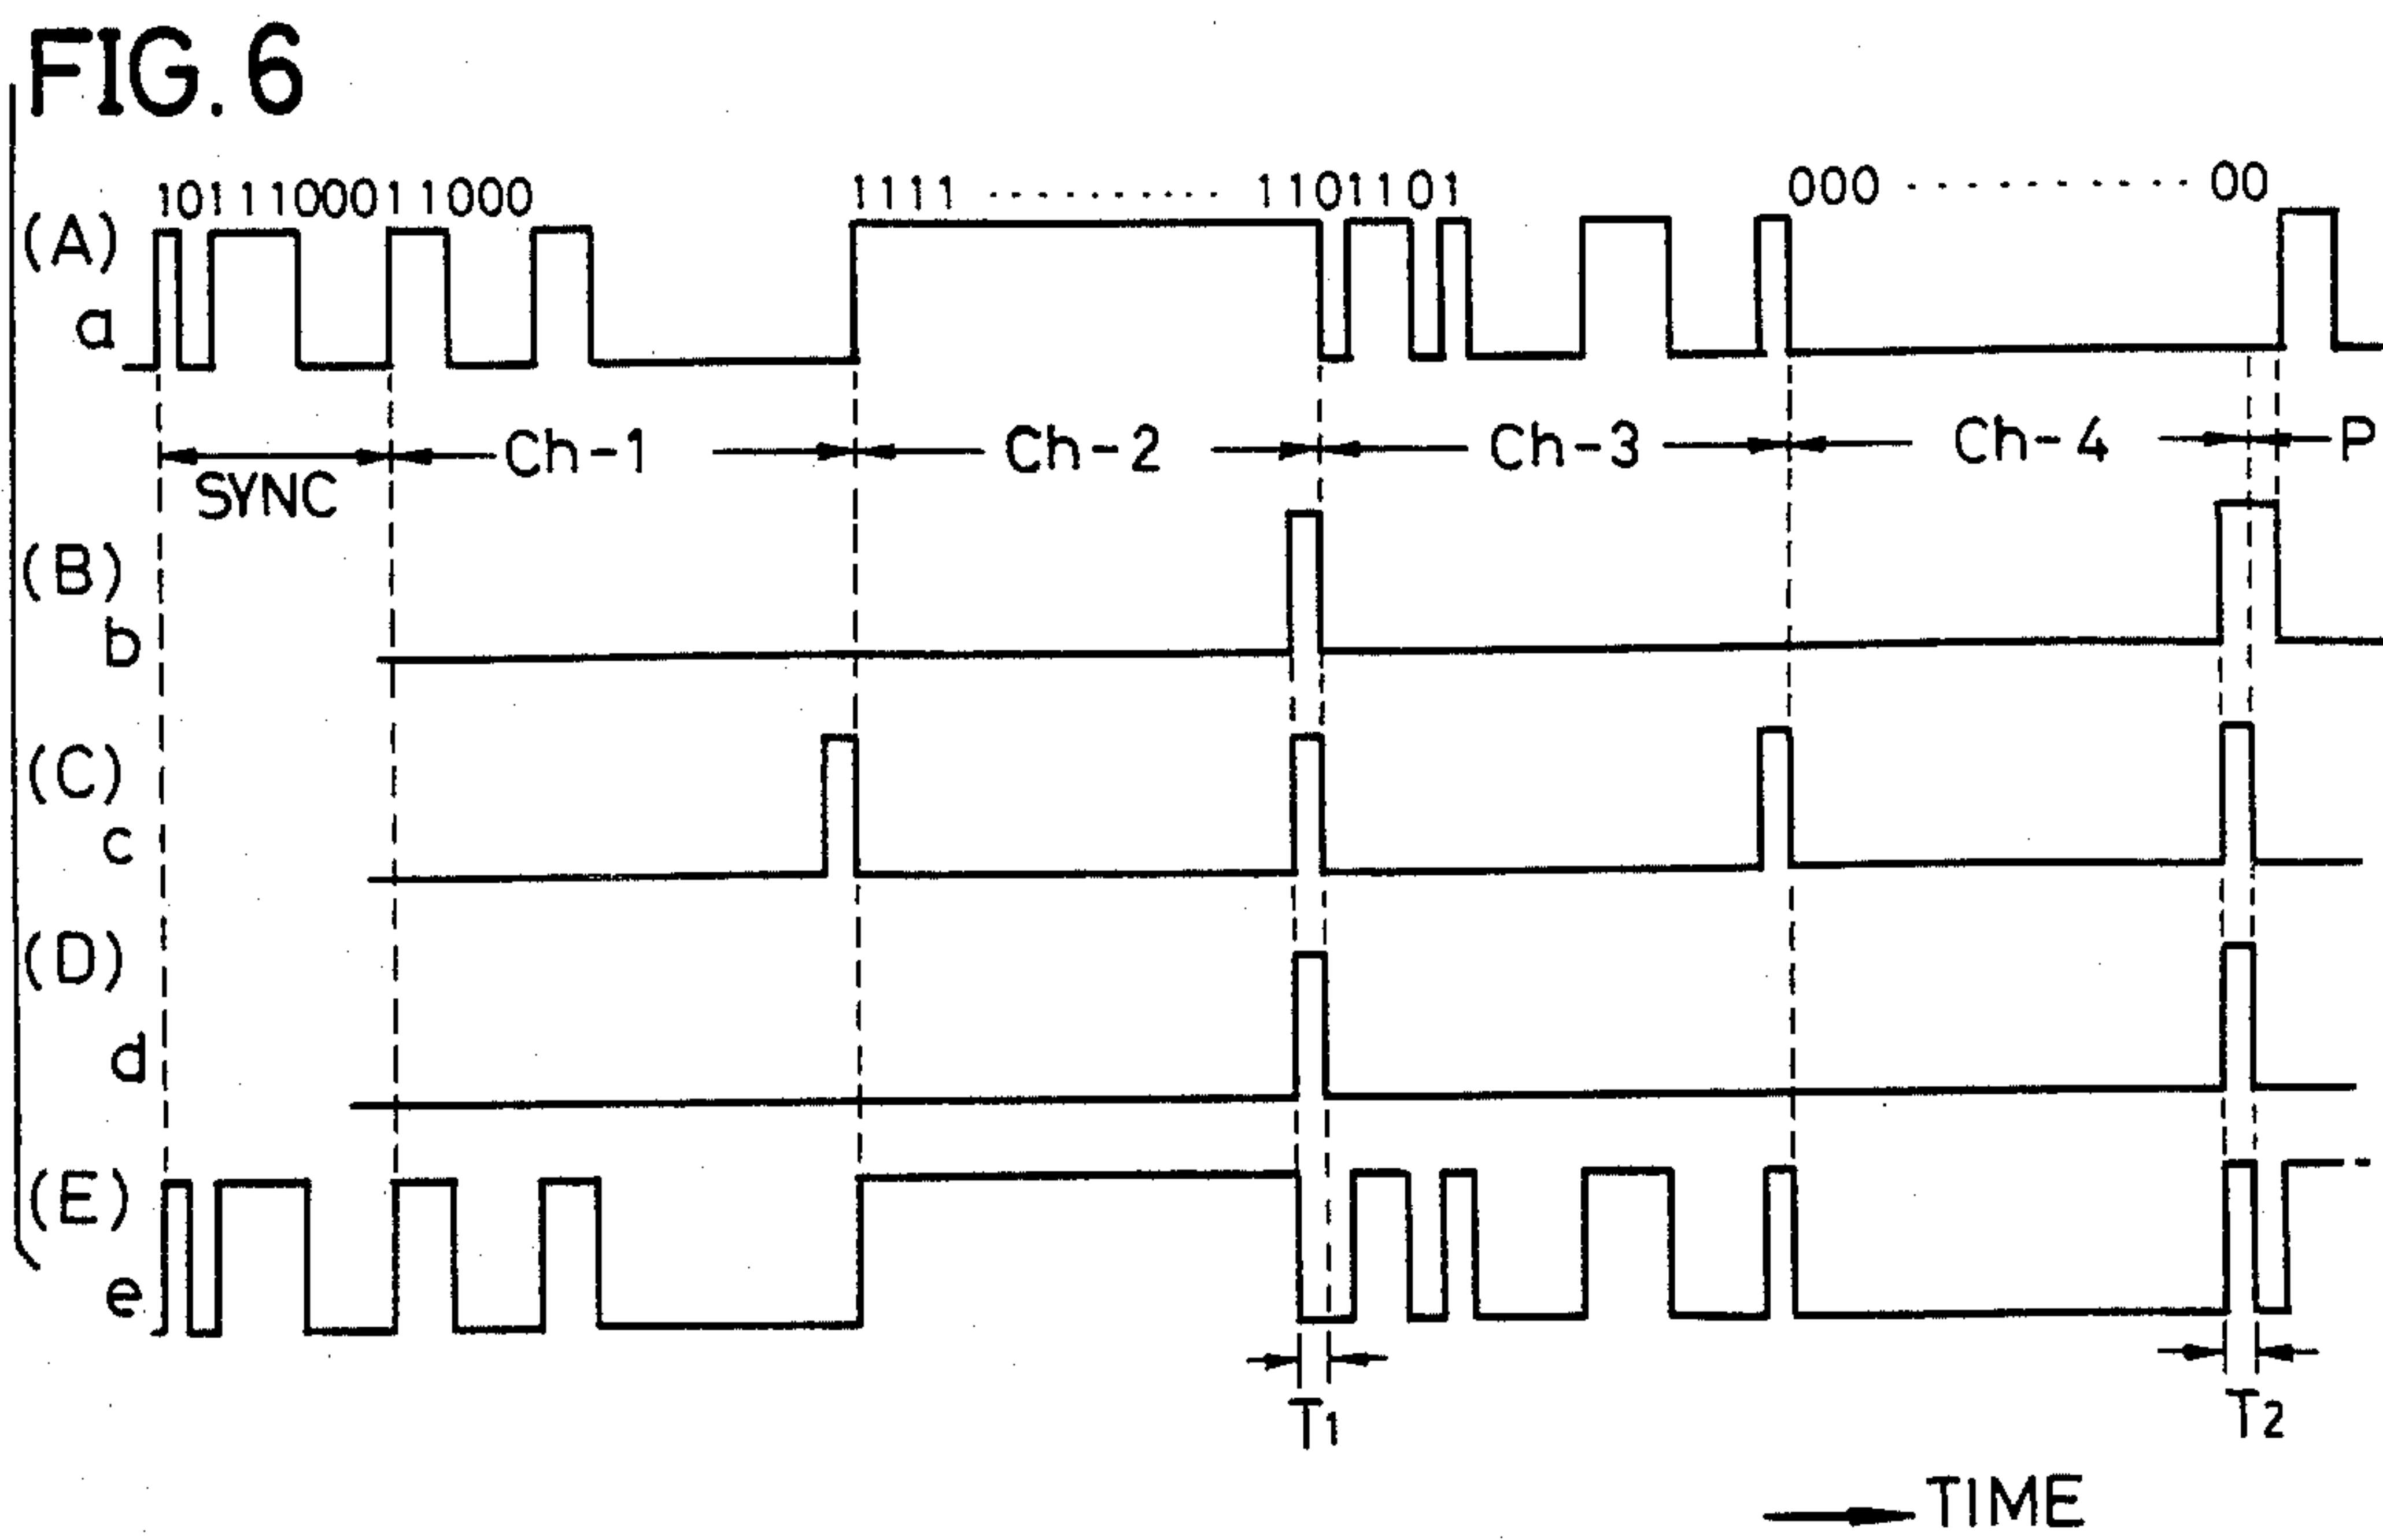 FIG. 6
1011100011000 1111 ·········· 1101101 000 ·········· 00
(A)
a
SYNC Ch-1 Ch-2 Ch-3 Ch-4 P
(B)
b
(C)
c
(D)
d
(E)
e
T1 T2
TIME